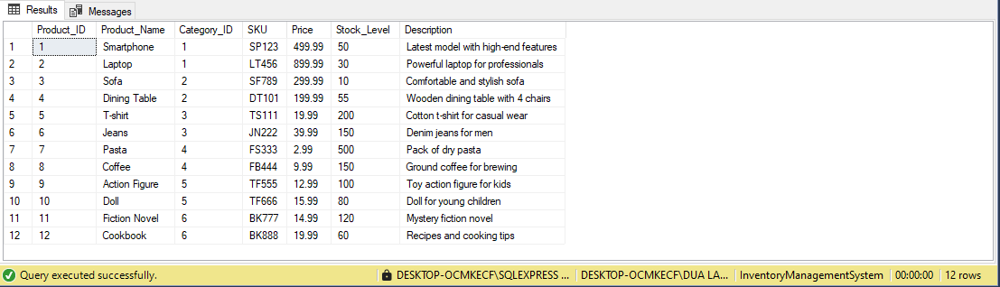 Results Messages
Product_ID Product_Name Category_ID SKU Price Stock_Level Description
1 1 Smartphone 1 SP123 499.99 50 Latest model with high-end features
2 2 Laptop 1 LT456 899.99 30 Powerful laptop for professionals
3 3 Sofa 2 SF789 299.99 10 Comfortable and stylish sofa
4 4 Dining Table 2 DT101 199.99 55 Wooden dining table with 4 chairs
5 5 T-shirt 3 TS111 19.99 200 Cotton t-shirt for casual wear
6 6 Jeans 3 JN222 39.99 150 Denim jeans for men
7 7 Pasta 4 FS333 2.99 500 Pack of dry pasta
8 8 Coffee 4 FB444 9.99 150 Ground coffee for brewing
9 9 Action Figure 5 TF555 12.99 100 Toy action figure for kids
10 10 Doll 5 TF666 15.99 80 Doll for young children
11 11 Fiction Novel 6 BK777 14.99 120 Mystery fiction novel
12 12 Cookbook 6 BK888 19.99 60 Recipes and cooking tips
Query executed successfully. DESKTOP-OCMKECF\SQLEXPRESS ... DESKTOP-OCMKECF\DUA LA... InventoryManagementSystem 00:00:00 12 rows